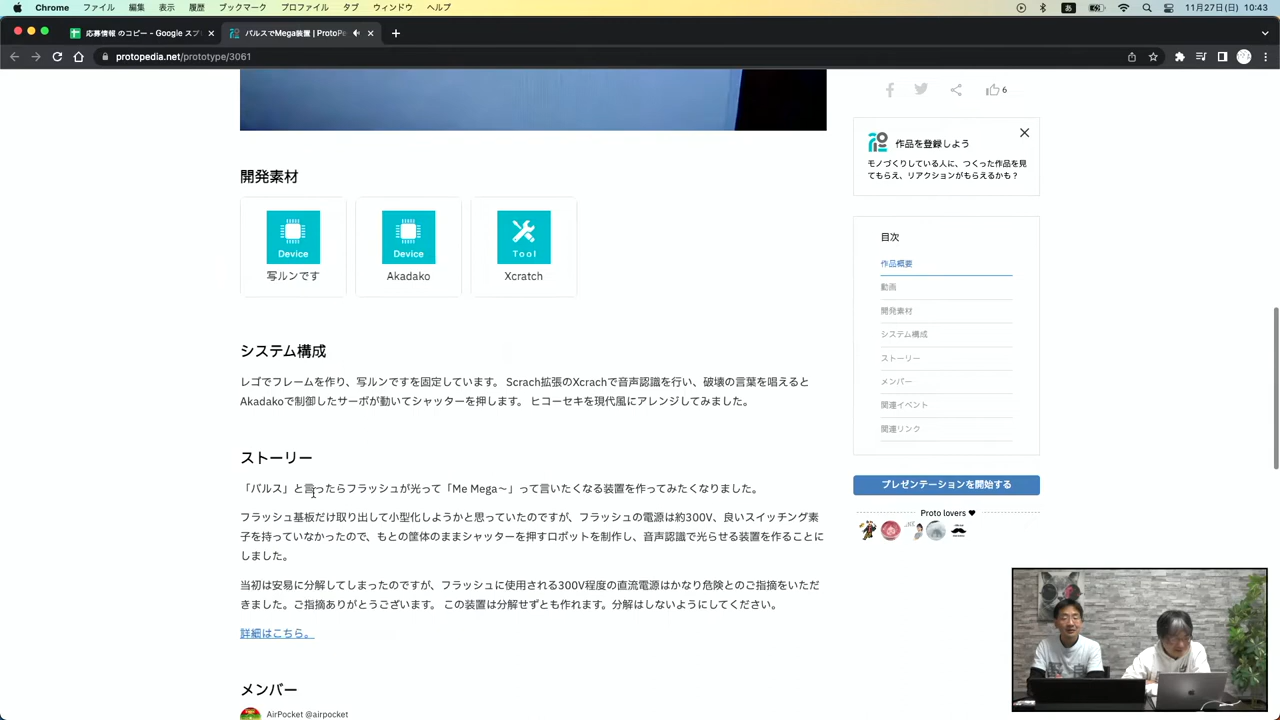 Chrome ファイル 編集 表示 履歴 ブックマーク プロファイル タブ ウィンドウ ヘルプ
あ
11月27日(日) 10:43
応募情報 のコピー - Google スプ
バルスでMega装置 | ProtoPe
protopedia.net/prototype/3061
6
作品を登録しよう
モノづくりしている人に、つくった作品を見
てもらえ、リアクションがもらえるかも？
開発素材
Device
写ルンです
Device
Akadako
Tool
Xcratch
システム構成
レゴでフレームを作り、写ルンですを固定しています。 Scrach拡張のXcrachで音声認識を行い、破壊の言葉を唱えると
Akadakoで制御したサーボが動いてシャッターを押します。 ヒコーセキを現代風にアレンジしてみました。
ストーリー
「バルス」と言ったらフラッシュが光って「Me Mega〜」って言いたくなる装置を作ってみたくなりました。
フラッシュ基板だけ取り出して小型化しようかと思っていたのですが、フラッシュの電源は約300V、良いスイッチング素
子を持っていなかったので、もとの筐体のままシャッターを押すロボットを制作し、音声認識で光らせる装置を作ることに
しました。
当初は安易に分解してしまったのですが、フラッシュに使用される300V程度の直流電源はかなり危険とのご指摘をいただ
きました。ご指摘ありがとうございます。 この装置は分解せずとも作れます。分解はしないようにしてください。
詳細はこちら。
メンバー
AirPocket @airpocket
目次
作品概要
動画
開発素材
システム構成
ストーリー
メンバー
関連イベント
関連リンク
プレゼンテーションを開始する
Proto lovers ♥